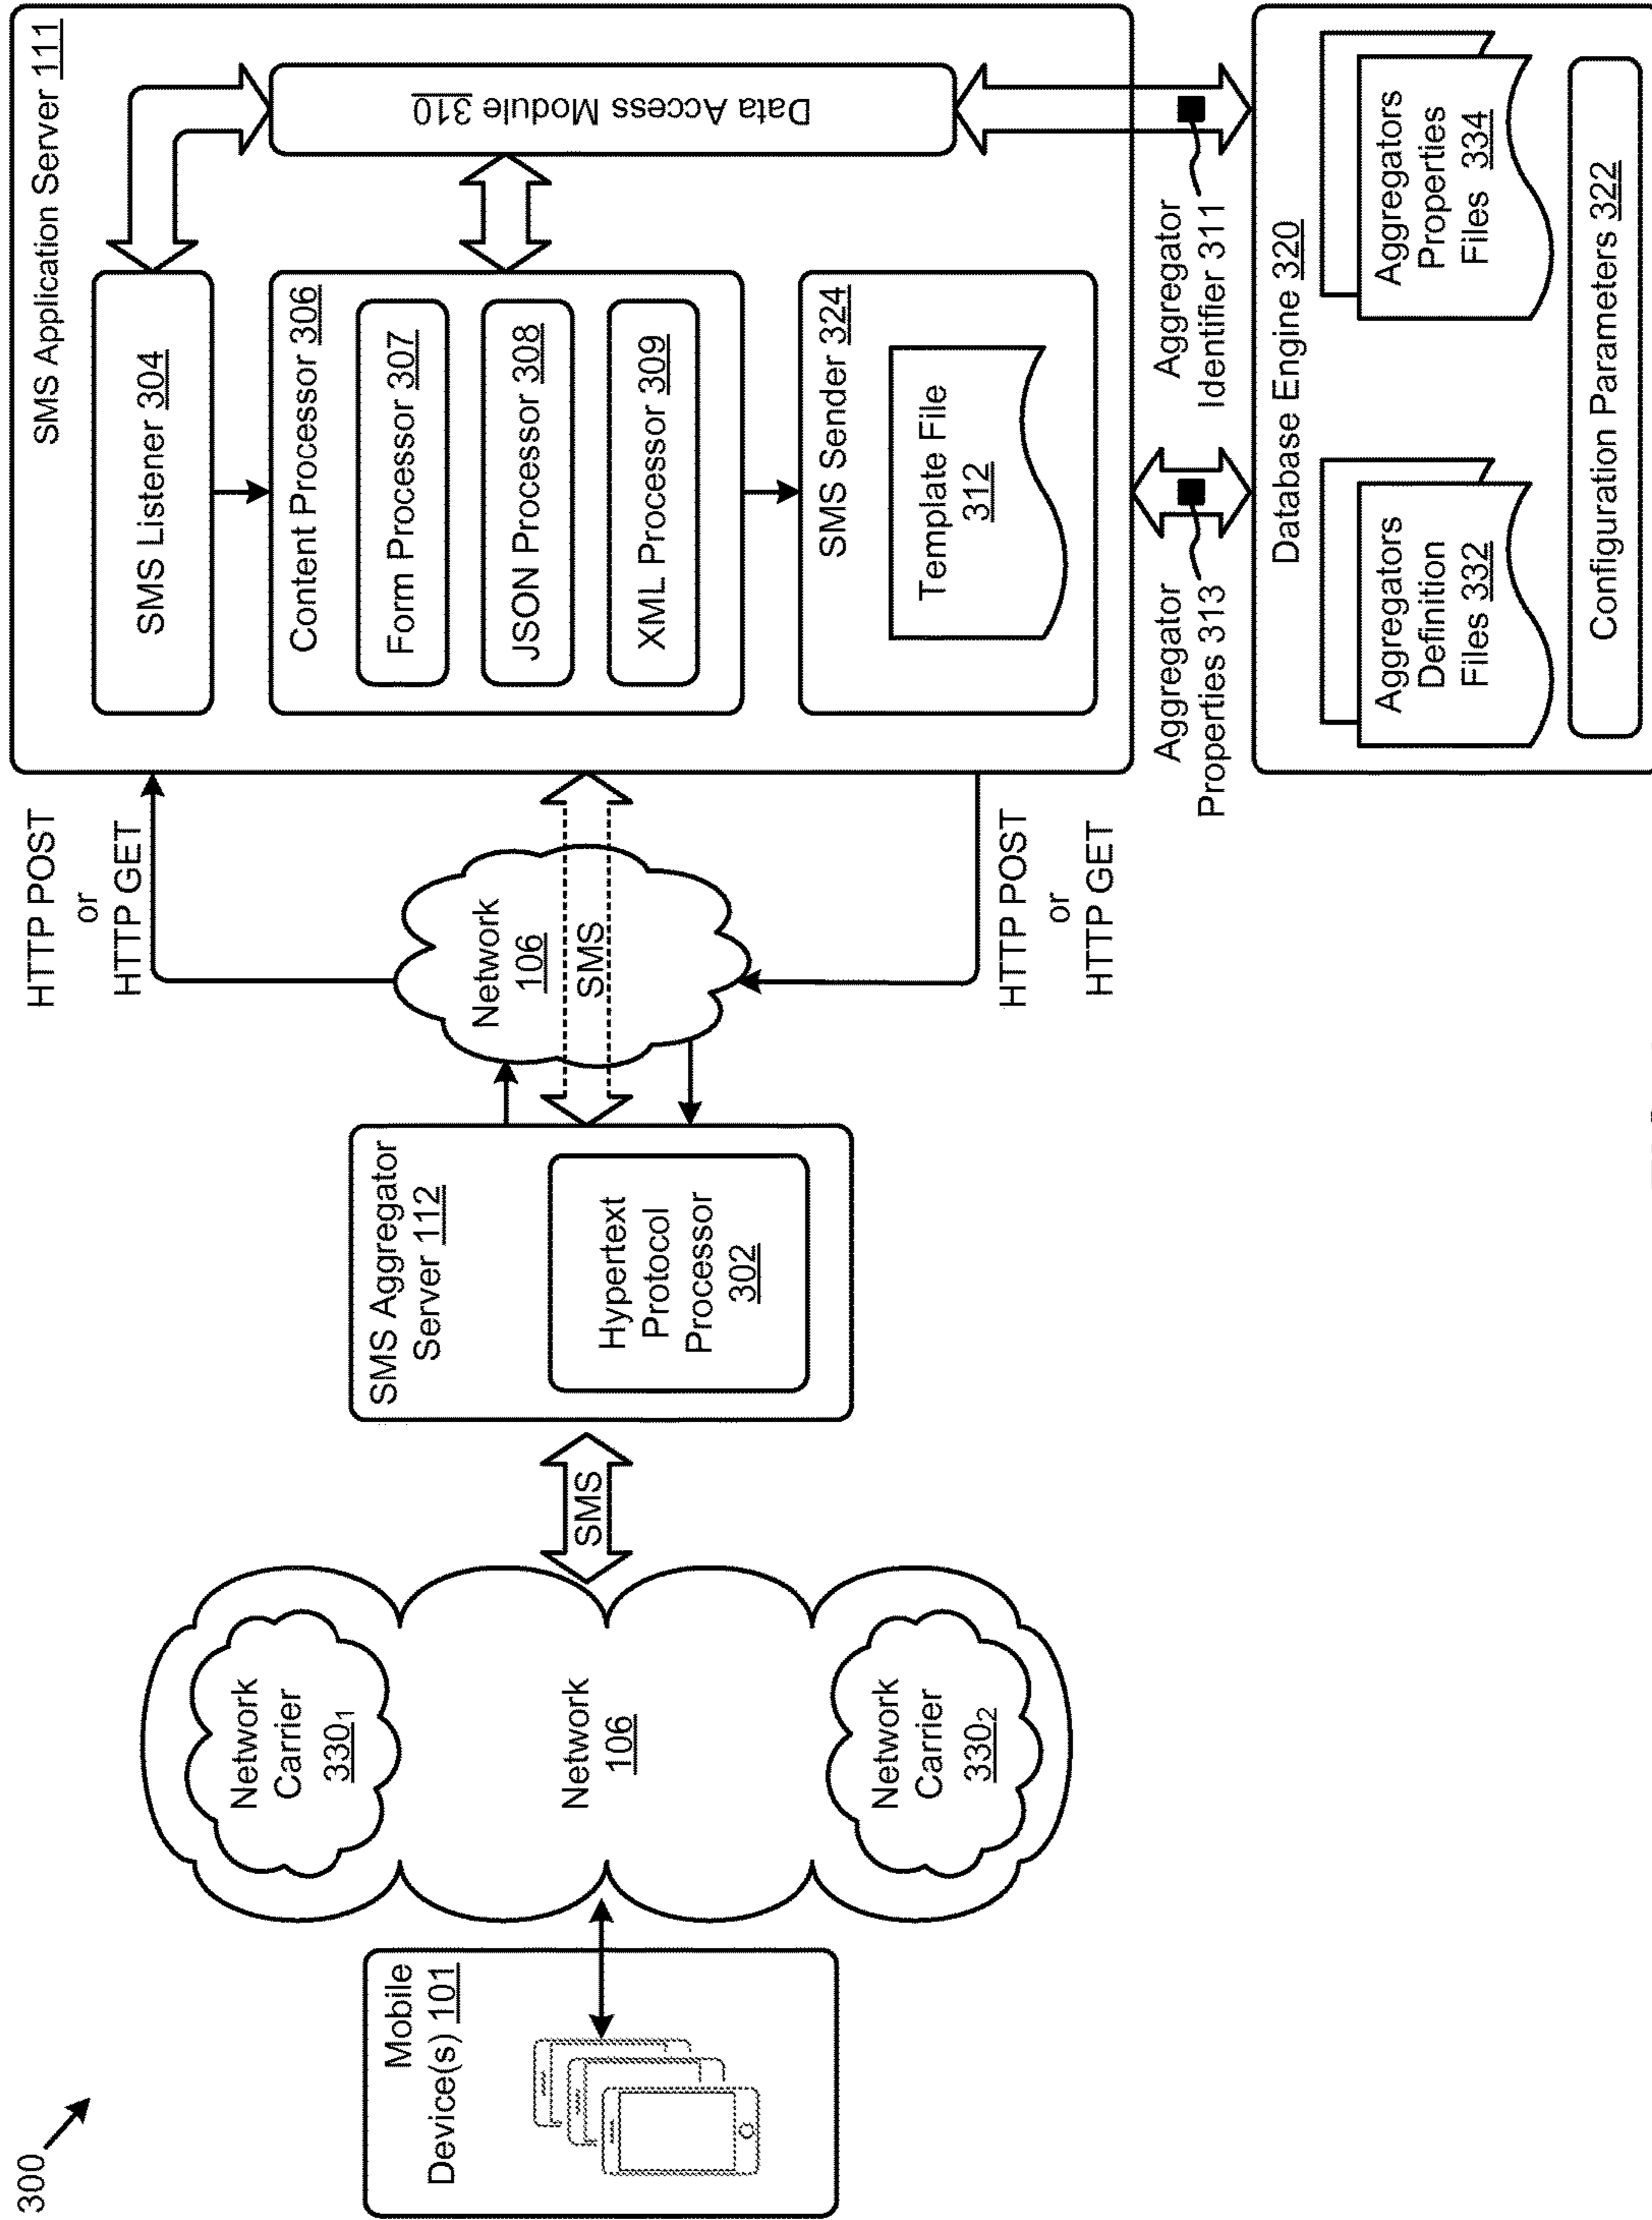 300
Mobile
Device(s) 101
Network
Carrier
330₁
Network
106
Network
Carrier
330₂
SMS
SMS Aggregator
Server 112
Hypertext
Protocol
Processor
302
Network
106
SMS
HTTP POST
or
HTTP GET
HTTP POST
or
HTTP GET
SMS Application Server 111
SMS Listener 304
Content Processor 306
Form Processor 307
JSON Processor 308
XML Processor 309
SMS Sender 324
Template File
312
Data Access Module 310
Aggregator
Properties 313
Aggregator
Identifier 311
Database Engine 320
Aggregators
Definition
Files 332
Aggregators
Properties
Files 334
Configuration Parameters 322